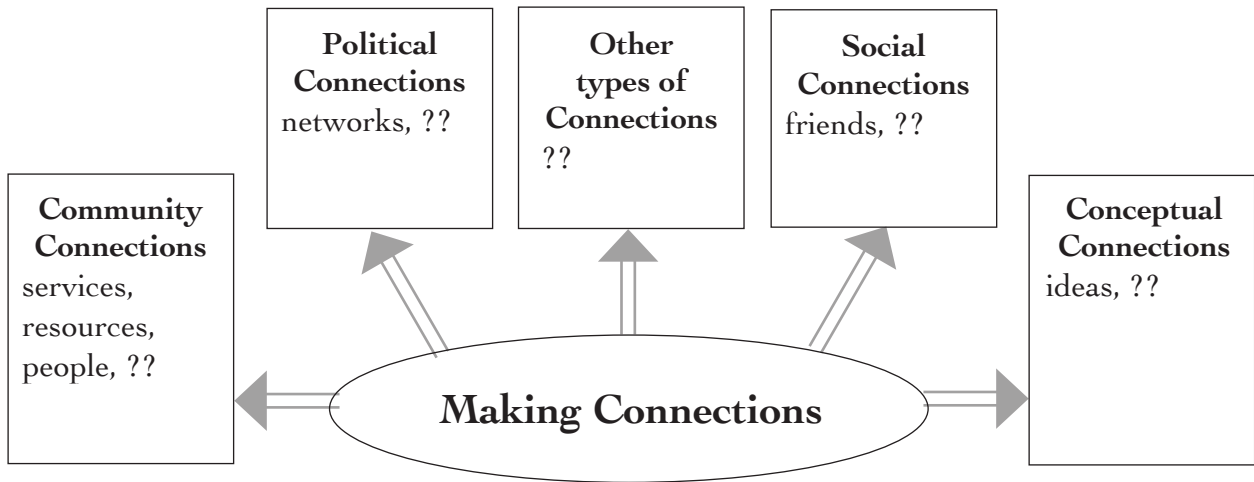 Political
Connections
networks, ??
Other
types of
Connections
??
Social
Connections
friends, ??
Community
Connections
services,
resources,
people, ??
Conceptual
Connections
ideas, ??
Making Connections